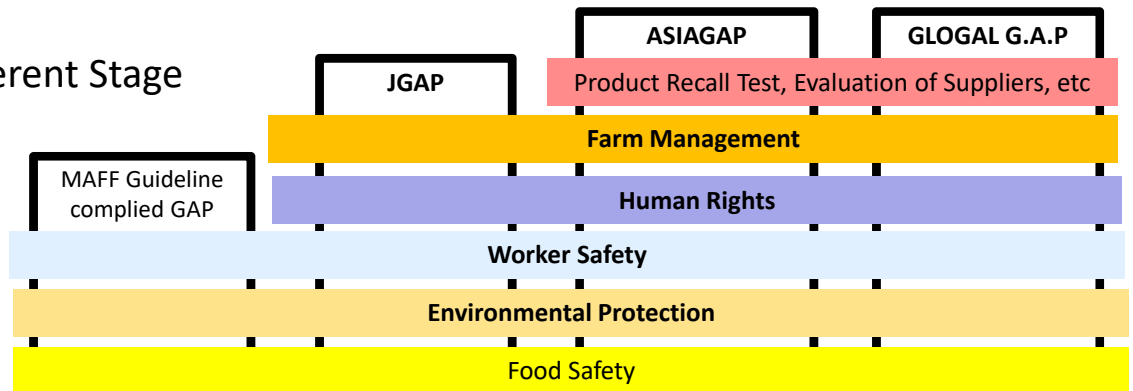 ASIAGAP
GLOGAL G.A.P
erent Stage
JGAP
Product Recall Test, Evaluation of Suppliers, etc
Farm Management
MAFF Guideline
complied GAP
Human Rights
Worker Safety
Environmental Protection
Food Safety